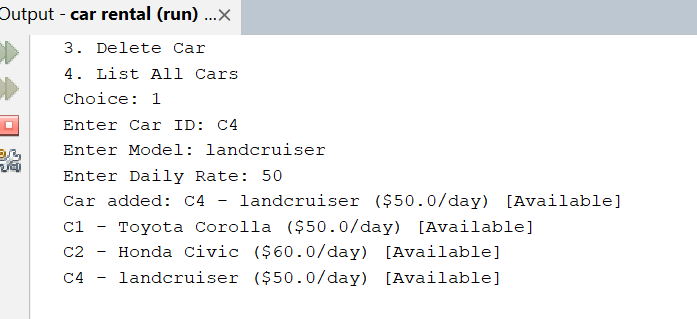 Output - car rental (run) ...×
3. Delete Car
4. List All Cars
Choice: 1
Enter Car ID: C4
Enter Model: landcruiser
Enter Daily Rate: 50
Car added: C4 - landcruiser ($50.0/day) [Available]
C1 - Toyota Corolla ($50.0/day) [Available]
C2 - Honda Civic ($60.0/day) [Available]
C4 - landcruiser ($50.0/day) [Available]